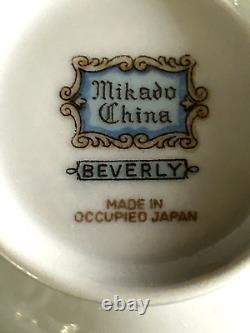 Mikado
China
BEVERLY
MADE IN
OCCUPIED JAPAN